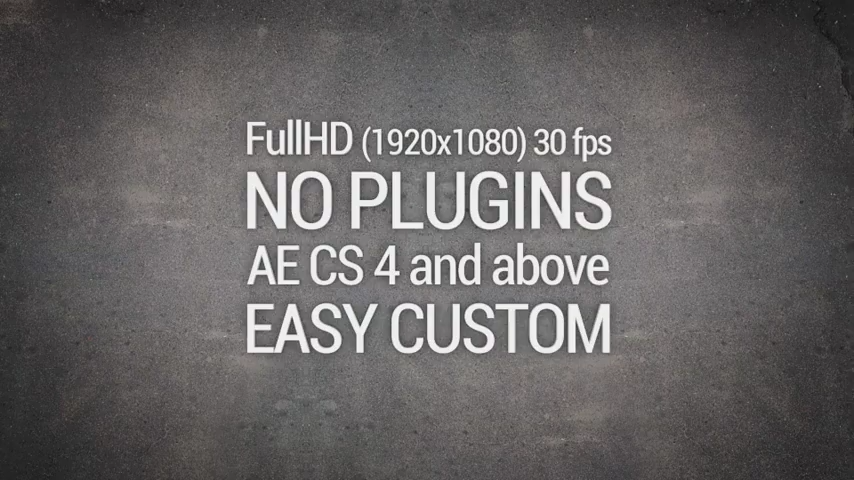 FullHD (1920x1080) 30 fps
NO PLUGINS
AE CS 4 and above
EASY CUSTOM